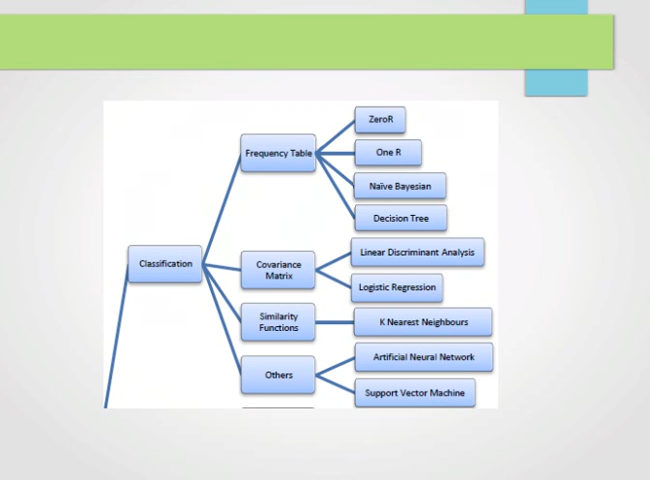 ZeroR
Frequency Table
One R
Naïve Bayesian
Decision Tree
Classification
Covariance
Matrix
Linear Discriminant Analysis
Logistic Regression
Similarity
Functions
K Nearest Neighbours
Others
Artificial Neural Network
Support Vector Machine